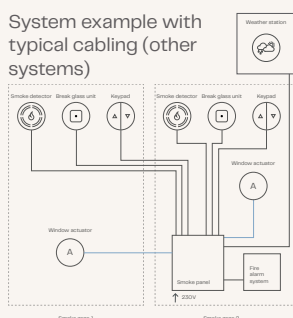 System example with
typical cabling (other
systems)
Weather station
Smoke detector Break glass unit Keypad
Smoke detector Break glass unit Keypad
Window actuator
A
Window actuator
A
Smoke panel
Fire
alarm
system
230V